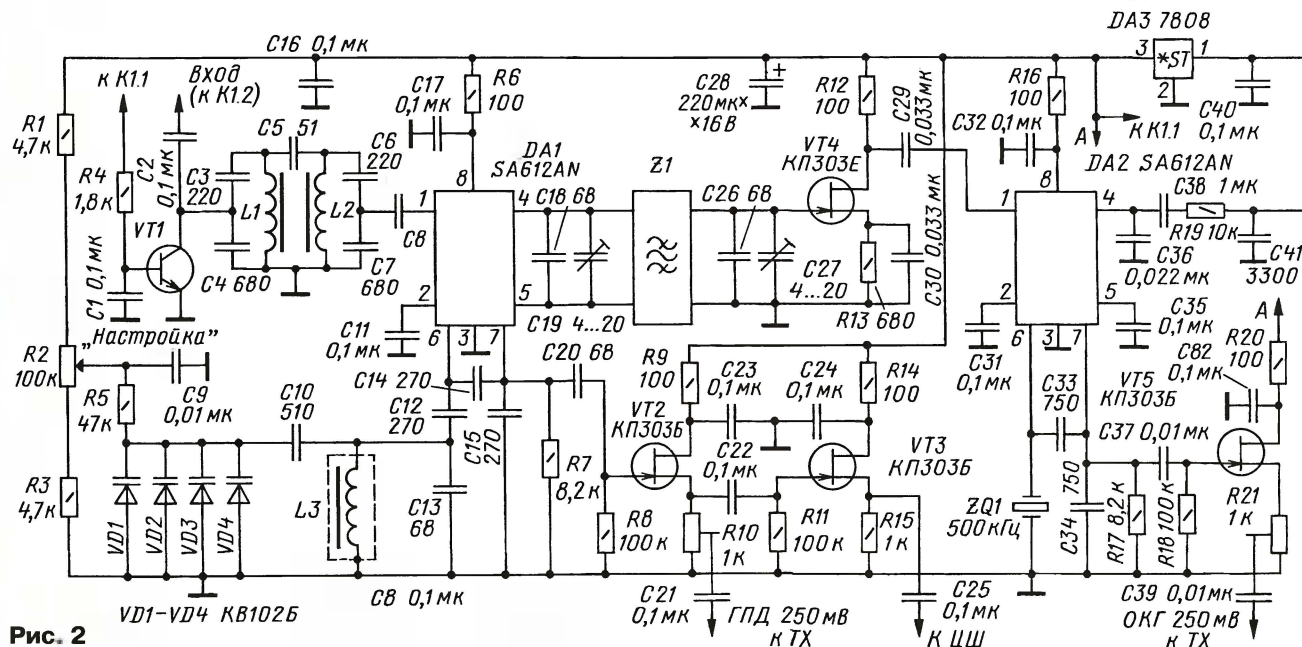 DA3 7808
C16 0,1 мк
3
1
*ST
2
к К1.1
Вход
(к К1.2)
C17
0,1 мк
R6
100
C28
220 мк×
×16 В
+
R12
100
C29
0,033 мк
R16
100
C32 0,1 мк
A
к К1.1
C40
0,1 мк
R1
4,7 к
C5 51
C6
220
DA1
SA612AN
VT4
КП303Е
DA2 SA612AN
R4
1,8 к
C2
0,1 мк
C3
220
L1
L2
8
1
4
C18 68
Z1
C26 68
8
1
4
C38 1 мк
VT1
C8
R19 10к
C1 0,1 мк
C4 680
C7
680
C27
4...20
C30 0,033 мк
C36
0,022 мк
C41
3300
„Настройка"
2
5
6
3
7
C11
0,1 мк
C19 4...20
R13 680
2
5
6
3
7
C31
0,1 мк
C35
0,1 мк
A
R2
100 к
C9
0,01 мк
C14 270
C20 68
R9
100
C23
0,1 мк
C24
0,1 мк
R14
100
C33
750
R20
100
C82
0,1 мк
VT5
КП303Б
R5
47к
C10
510
C12
270
C15
270
VT2
КП303Б
C22
0,1 мк
VT3
КП303Б
C37 0,01 мк
R7
8,2 к
R3
4,7 к
VD1
VD2
VD3
VD4
L3
C13
68
R8
100 к
R10
1 к
R11
100 к
R15
1 к
ZQ1
500 кГц
C34
750
R17 8,2 к
R18 100 к
R21
1 к
C8 0,1 мк
C21
0,1 мк
ГПД 250 мв
к ТХ
C25
0,1 мк
к ЦШ
C39 0,01 мк
ОКГ 250 мв
к ТХ
VD1-VD4 КВ102Б
Рис. 2